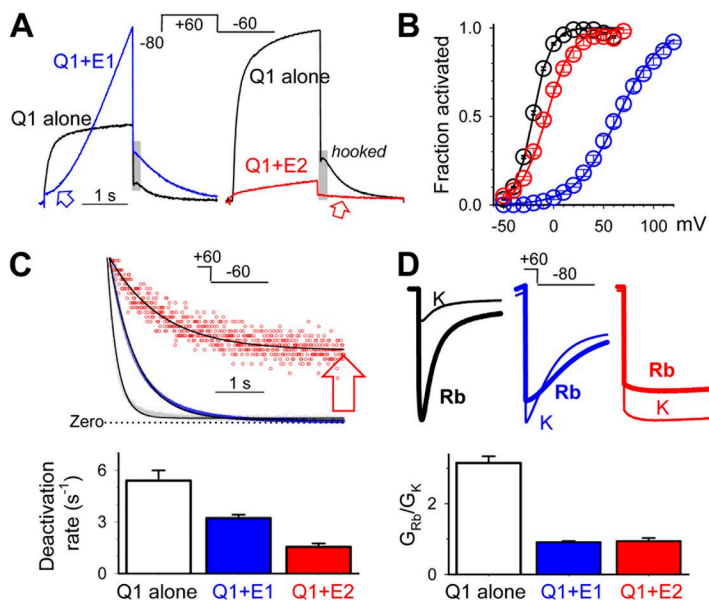 A
+60
-80
-60
Q1+E1
Q1 alone
Q1 alone
hooked
Q1+E2
1 s
B
Fraction activated
1.0
0.5
0.0
-50
0
50
100
mV
C
+60
-60
1 s
Zero
Deactivation
rate (s-1)
6
3
0
Q1 alone
Q1+E1
Q1+E2
D
+60
-80
K
Rb
Rb
K
Rb
K
GRb/GK
2
0
Q1 alone
Q1+E1
Q1+E2